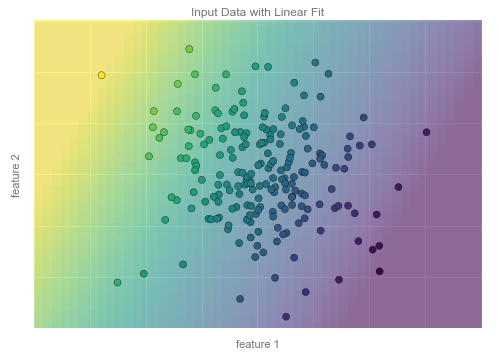 Input Data with Linear Fit
feature 2
feature 1